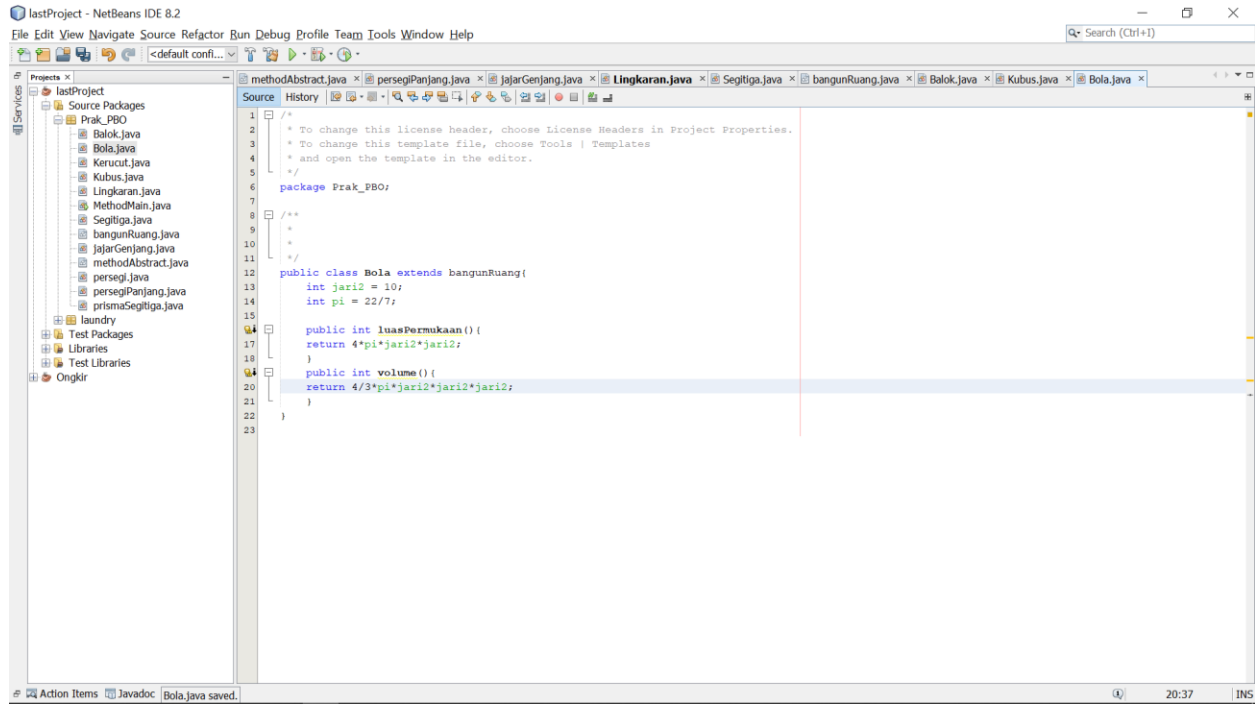 lastProject - NetBeans IDE 8.2
File Edit View Navigate Source Refactor Run Debug Profile Team Tools Window Help
Search (Ctrl+I)
<default confi...
Projects
methodAbstract.java persegiPanjang.java jajarGenjang.java Lingkaran.java Segitiga.java bangunRuang.java Balok.java Kubus.java Bola.java
Services
lastProject
Source Packages
Prak_PBO
Balok.java
Bola.java
Kerucut.java
Kubus.java
Lingkaran.java
MethodMain.java
Segitiga.java
bangunRuang.java
jajarGenjang.java
methodAbstract.java
persegi.java
persegiPanjang.java
prismaSegitiga.java
laundry
Test Packages
Libraries
Test Libraries
Ongkir
Source History
1 /*
2 * To change this license header, choose License Headers in Project Properties.
3 * To change this template file, choose Tools | Templates
4 * and open the template in the editor.
5 */
6 package Prak_PBO;
7
8 /**
9 *
10 *
11 */
12 public class Bola extends bangunRuang{
13 int jari2 = 10;
14 int pi = 22/7;
15
public int luasPermukaan(){
17 return 4*pi*jari2*jari2;
18 }
public int volume(){
20 return 4/3*pi*jari2*jari2*jari2;
21 }
22 }
23
Action Items Javadoc Bola.java saved.
20:37 INS